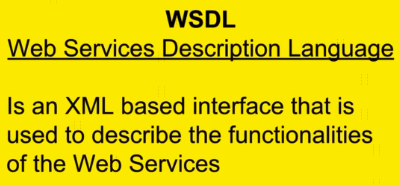 WSDL
Web Services Description Language
Is an XML based interface that is
used to describe the functionalities
of the Web Services